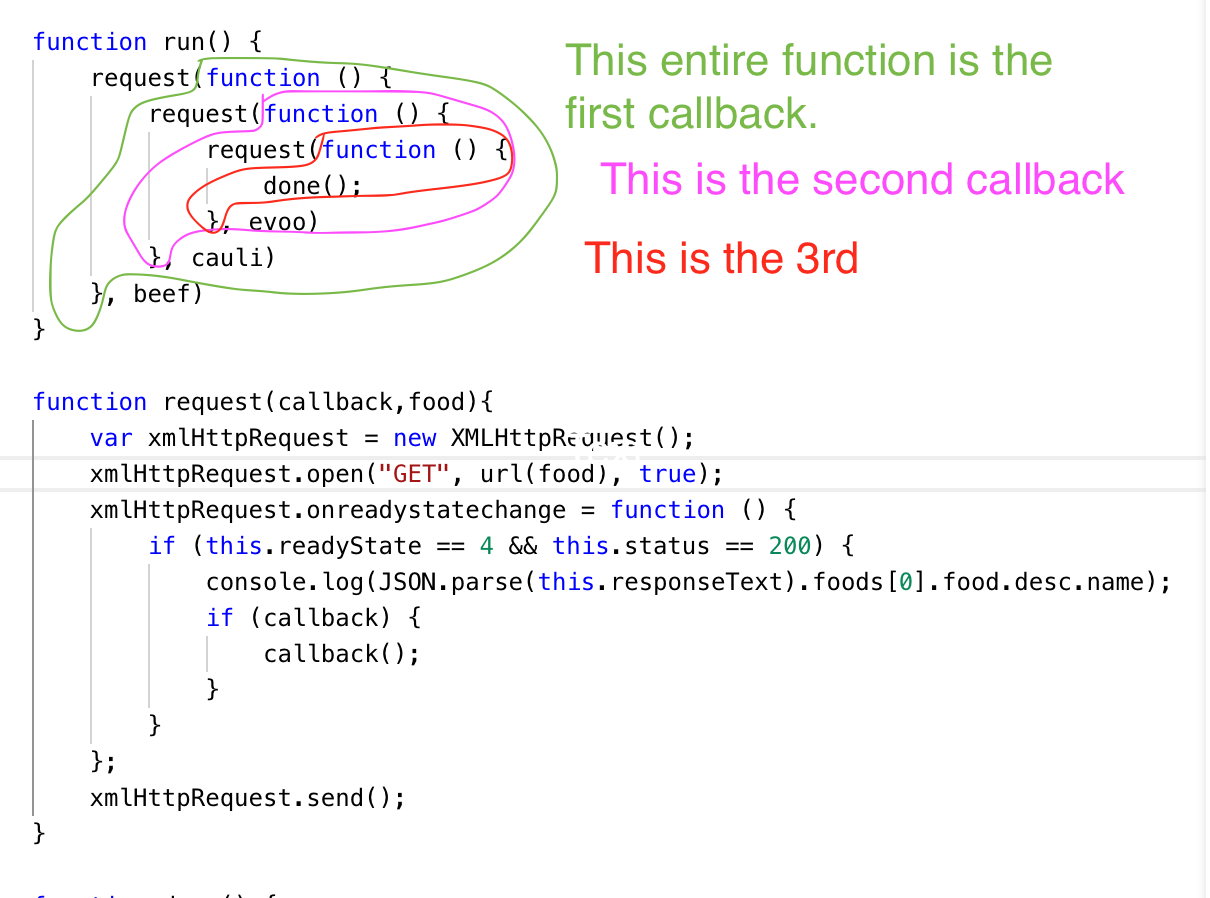 function run() {
    request(function () {
        request(function () {
            request(function () {
                done();
            }, evoo)
        }, cauli)
    }, beef)
}
This entire function is the
first callback.
This is the second callback
This is the 3rd
function request(callback,food){
    var xmlHttpRequest = new XMLHttpRequest();
    xmlHttpRequest.open("GET", url(food), true);
    xmlHttpRequest.onreadystatechange = function () {
        if (this.readyState == 4 && this.status == 200) {
            console.log(JSON.parse(this.responseText).foods[0].food.desc.name);
            if (callback) {
                callback();
            }
        }
    };
    xmlHttpRequest.send();
}